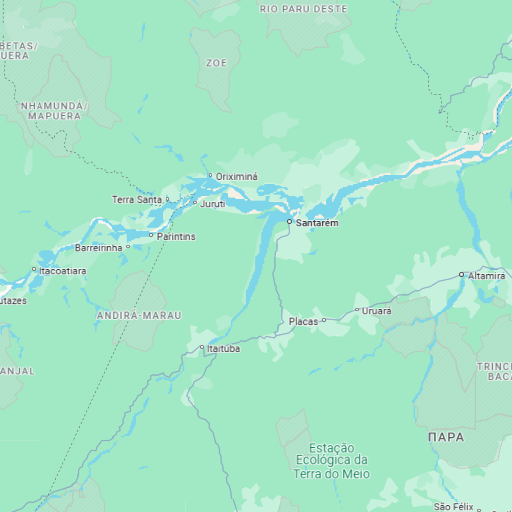 RIO PARU DESTE
BETAS/
UERA
ZOE
NHAMUNDÁ/
MAPUERA
Oriximiná
Terra Santa
Juruti
Santarém
Parintins
Barreirinha
Itacoatiara
utazes
Altamira
ANDIRÁ-MARAU
Uruará
Placas
Itaituba
ANJAL
TRINC
BACA
ПАРА
Estação
Ecológica da
Terra do Meio
São Félix